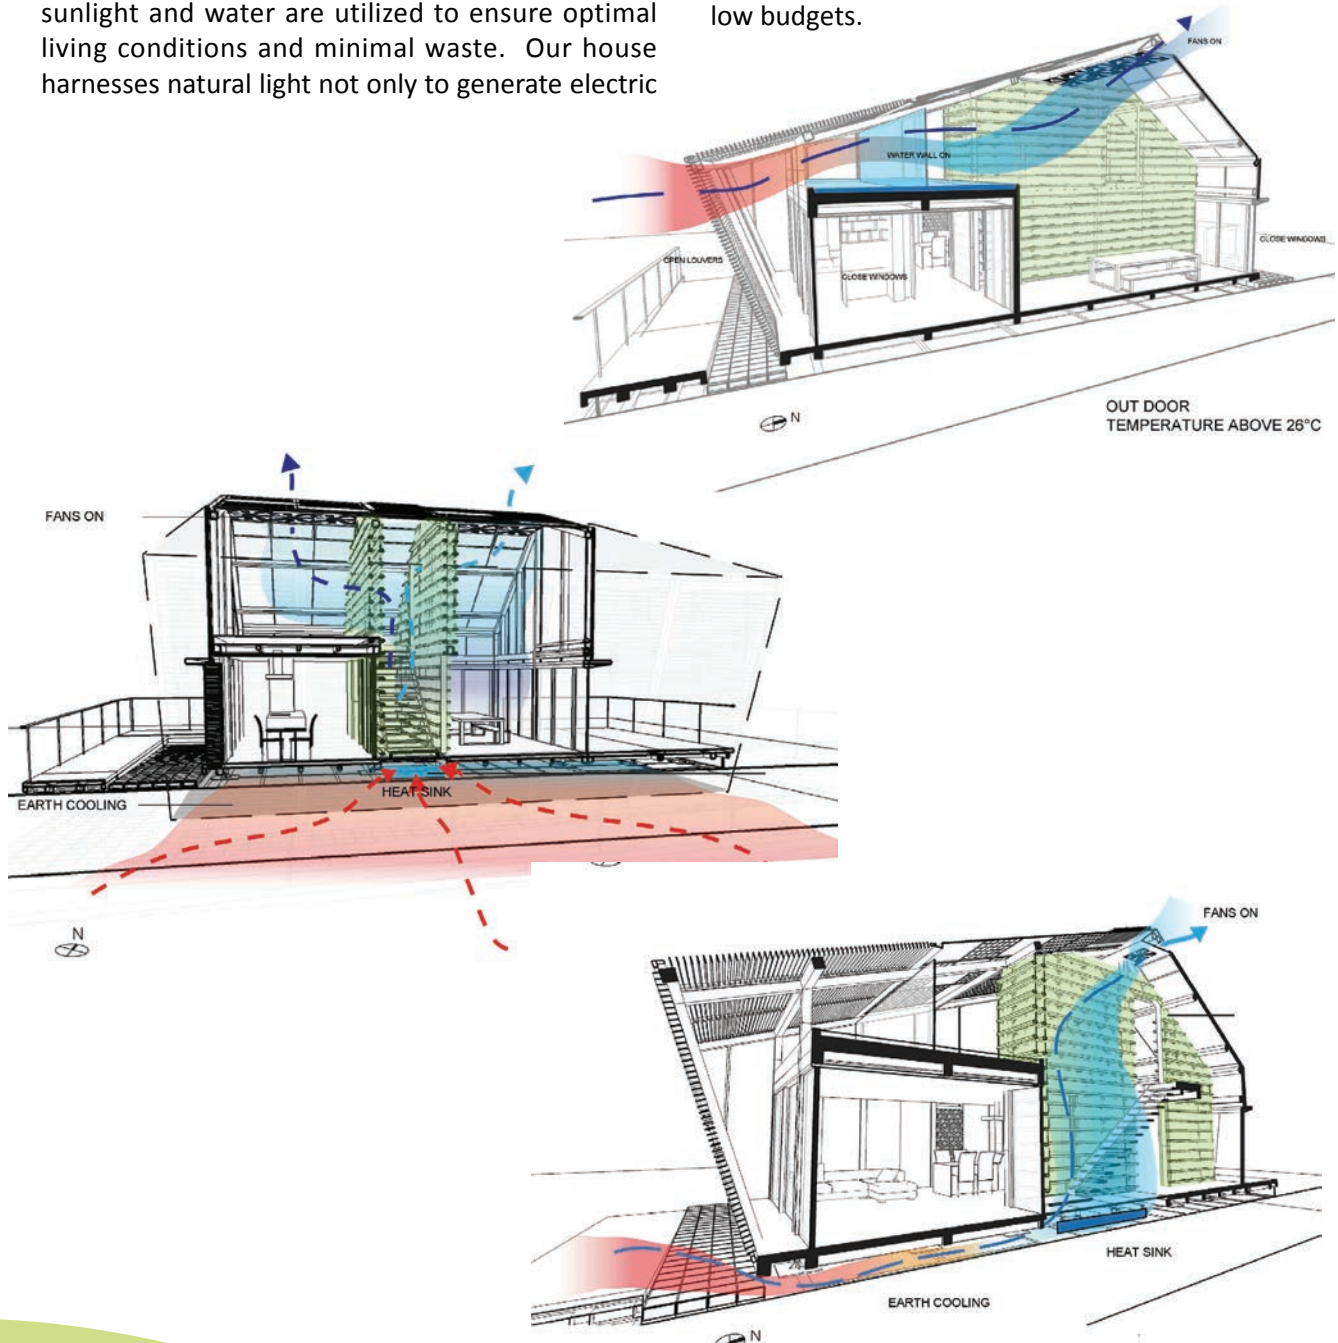 sunlight and water are utilized to ensure optimal
living conditions and minimal waste. Our house
harnesses natural light not only to generate electric
low budgets.
FANS ON
WATER WALL ON
OPEN LOUVERS
CLOSE WINDOWS
CLOSE WINDOWS
N
OUT DOOR
TEMPERATURE ABOVE 26°C
FANS ON
HEAT SINK
EARTH COOLING
N
FANS ON
HEAT SINK
EARTH COOLING
N